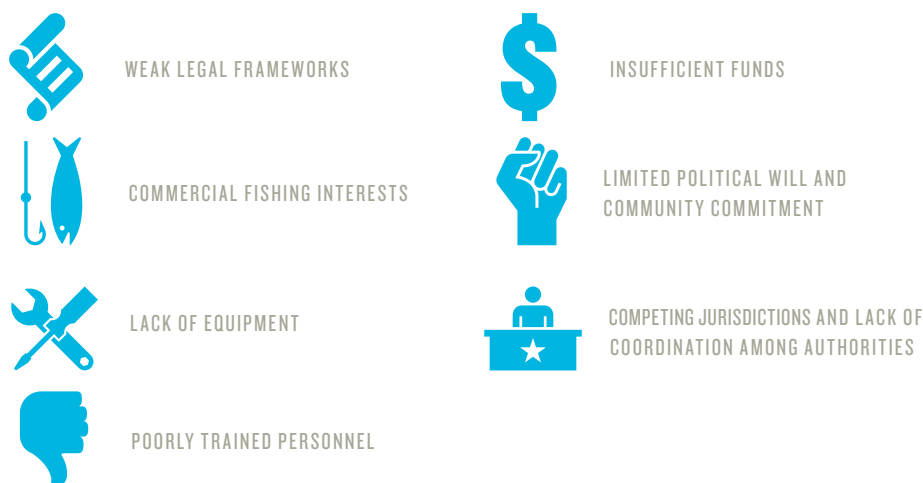 WEAK LEGAL FRAMEWORKS
COMMERCIAL FISHING INTERESTS
LACK OF EQUIPMENT
POORLY TRAINED PERSONNEL
INSUFFICIENT FUNDS
LIMITED POLITICAL WILL AND
COMMUNITY COMMITMENT
COMPETING JURISDICTIONS AND LACK OF
COORDINATION AMONG AUTHORITIES